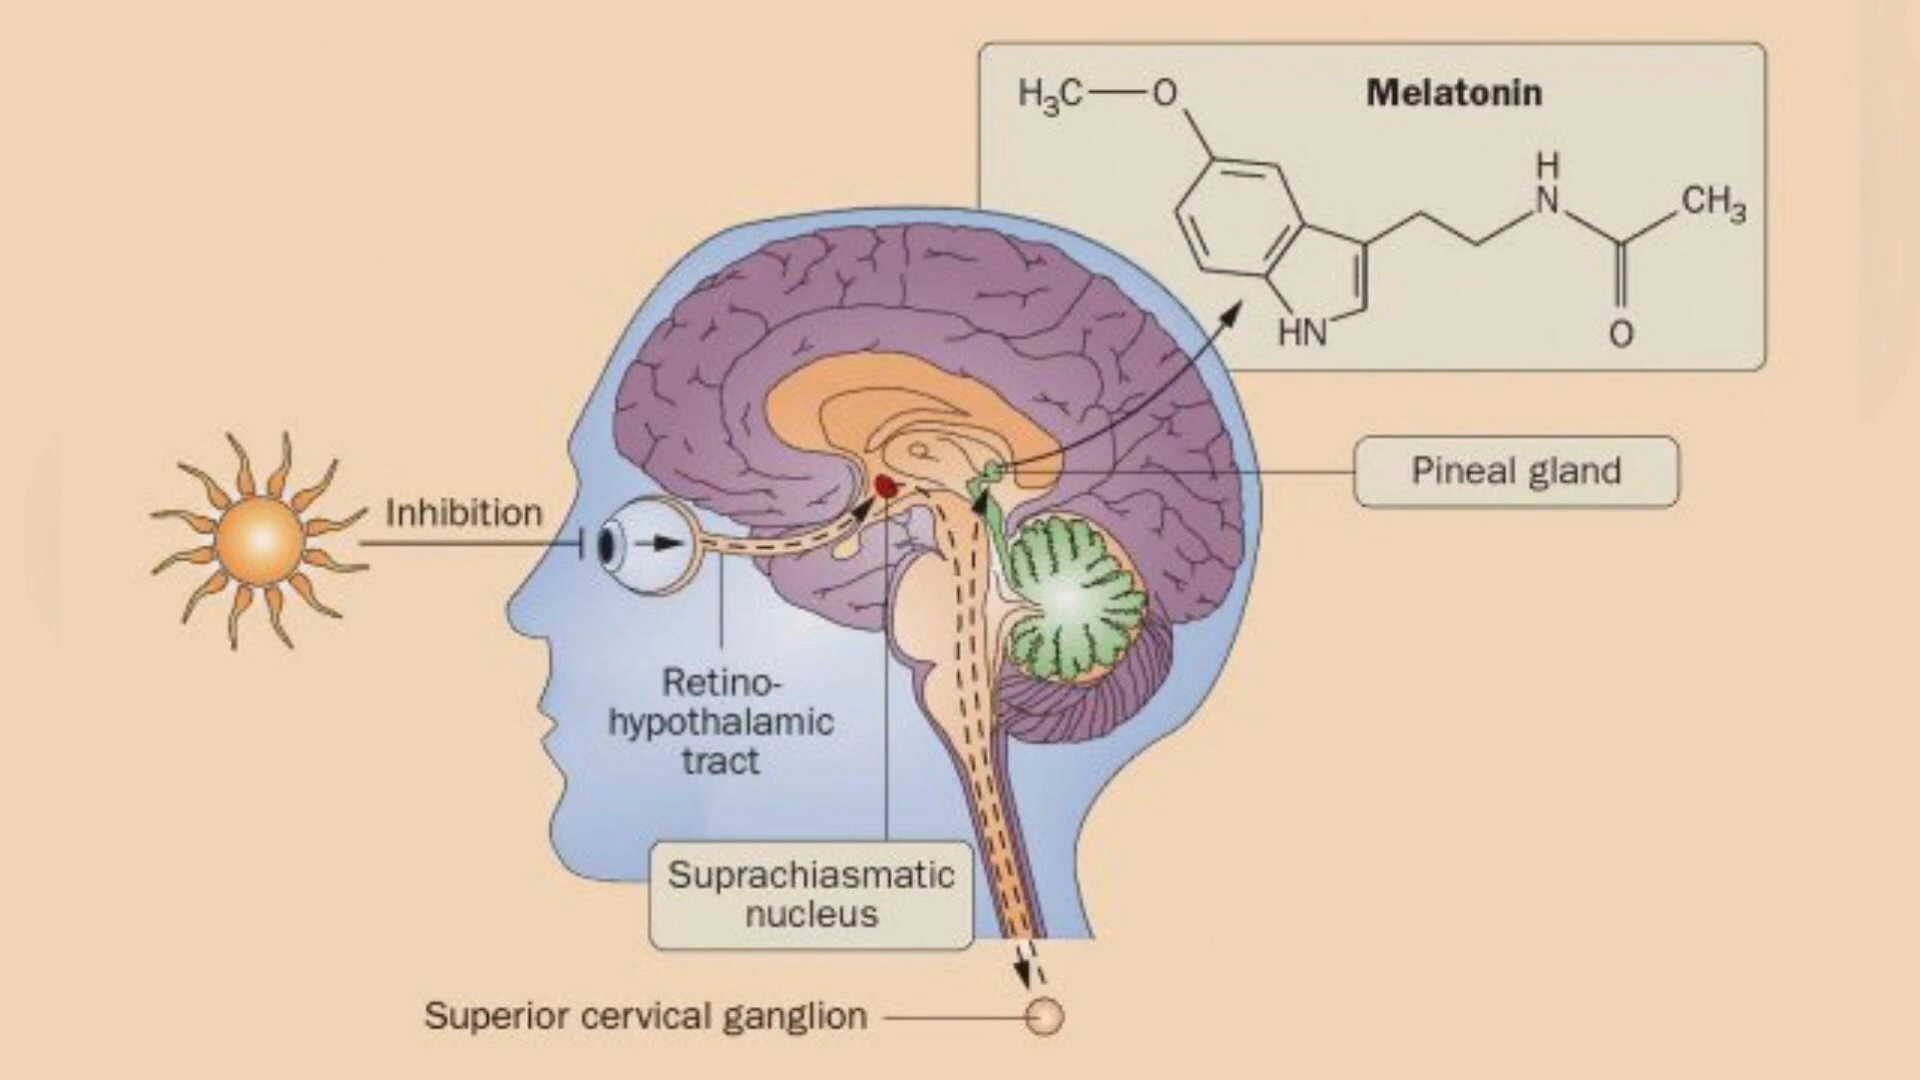 H₃C O
Melatonin
H
N
CH₃
HN
O
Pineal gland
Inhibition
Retino-
hypothalamic
tract
Suprachiasmatic
nucleus
Superior cervical ganglion